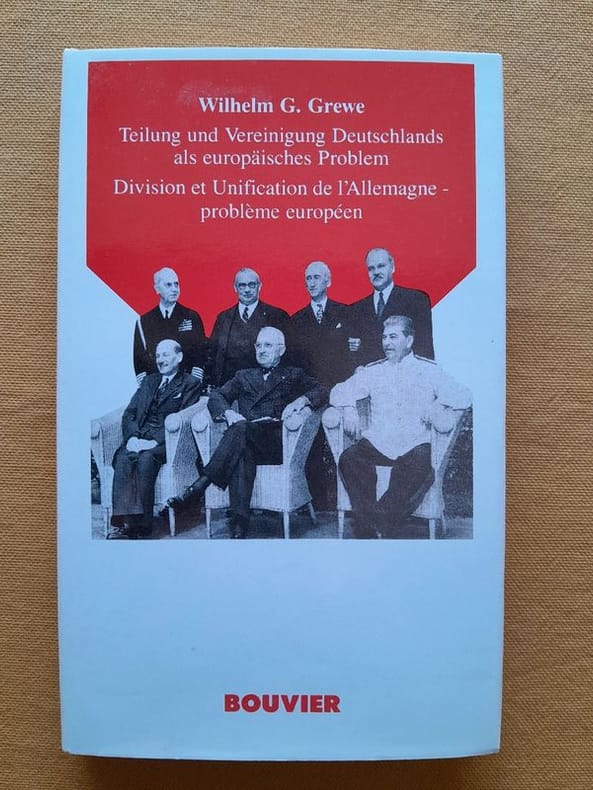 Wilhelm G. Grewe
Teilung und Vereinigung Deutschlands
als europäisches Problem
Division et Unification de l'Allemagne -
problème européen
BOUVIER